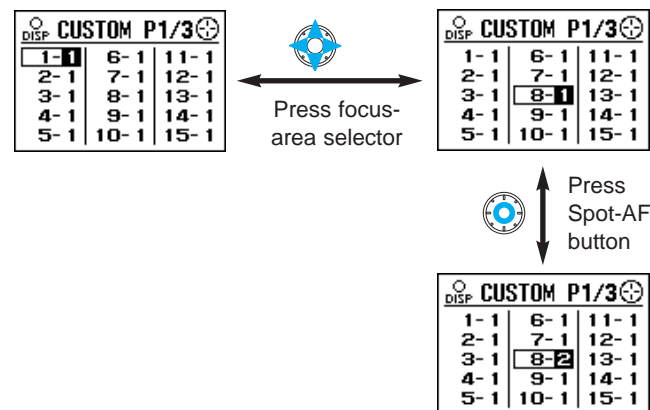 DISP CUSTOM P1/3
1-1 6-1 11-1
2-1 7-1 12-1
3-1 8-1 13-1
4-1 9-1 14-1
5-1 10-1 15-1
Press focus-
area selector
DISP CUSTOM P1/3
1-1 6-1 11-1
2-1 7-1 12-1
3-1 8-1 13-1
4-1 9-1 14-1
5-1 10-1 15-1
Press
Spot-AF
button
DISP CUSTOM P1/3
1-1 6-1 11-1
2-1 7-1 12-1
3-1 8-2 13-1
4-1 9-1 14-1
5-1 10-1 15-1